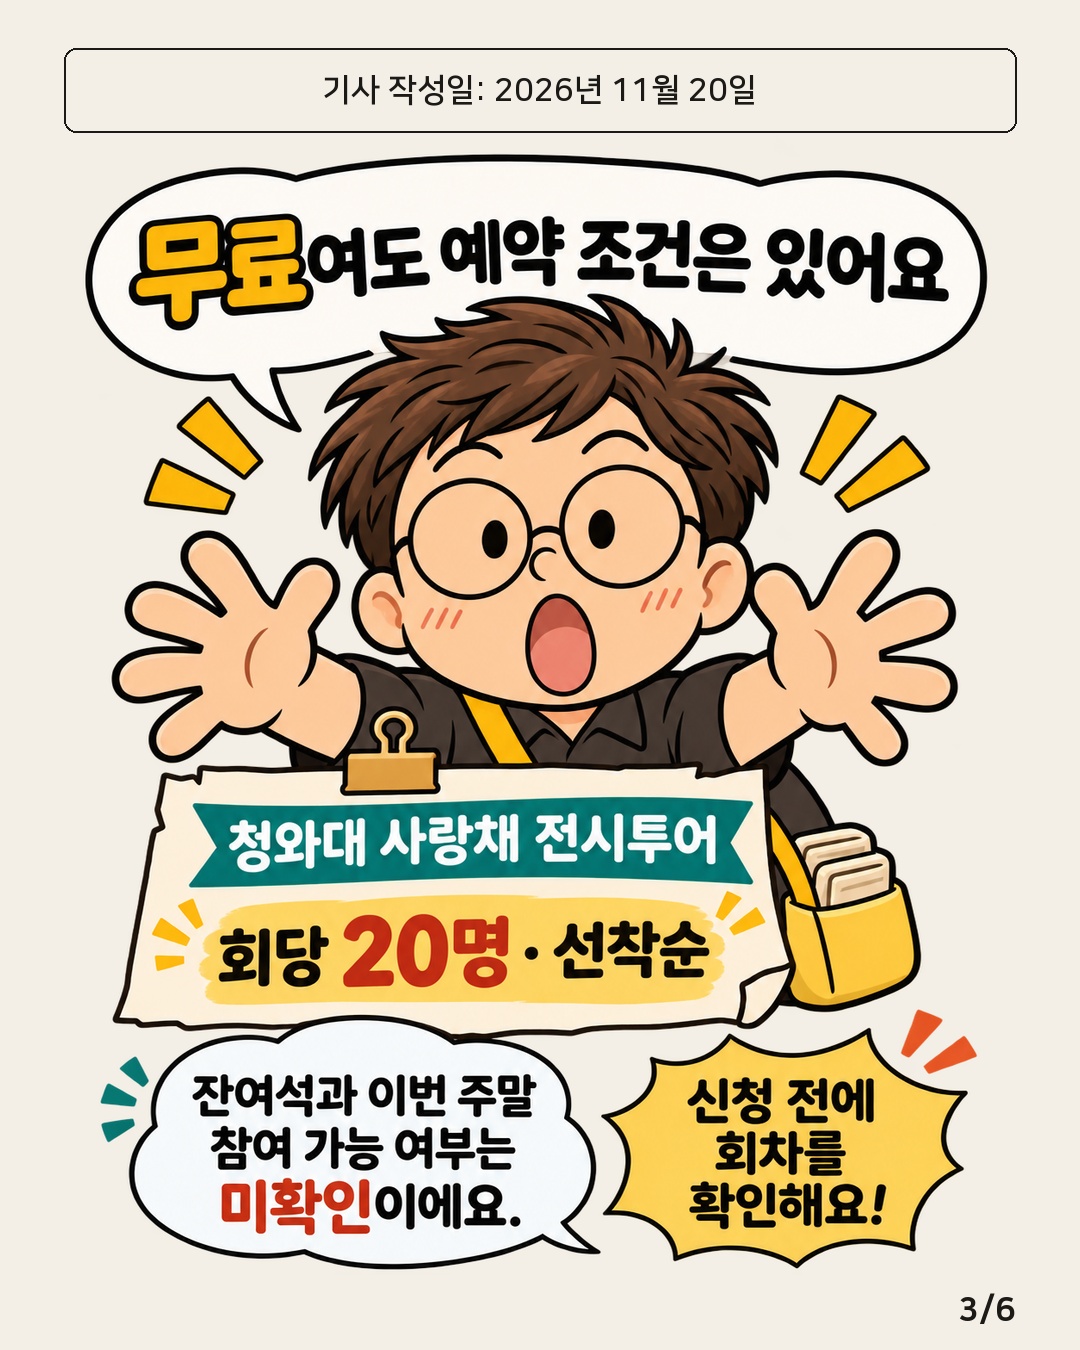 기사 작성일: 2026년 11월 20일
무료여도 예약 조건은 있어요
청와대 사랑채 전시투어
회당 20명 · 선착순
잔여석과 이번 주말
참여 가능 여부는
미확인이에요.
신청 전에
회차를
확인해요!
3/6